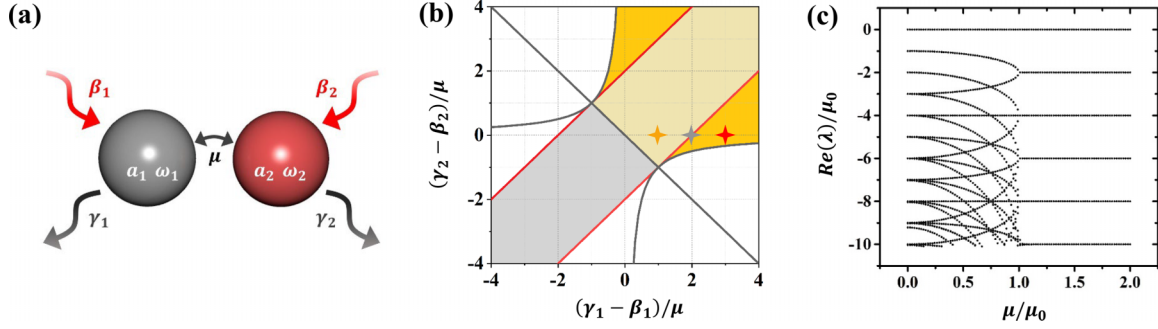 (a)
β₁
β₂
μ
a₁ ω₁
a₂ ω₂
γ₁
γ₂
(b)
(γ₂ − β₂)/μ
4
2
0
-2
-4
-4 -2 0 2 4
(γ₁ − β₁)/μ
(c)
Re(λ)/μ₀
0
-2
-4
-6
-8
-10
0.0 0.5 1.0 1.5 2.0
μ/μ₀